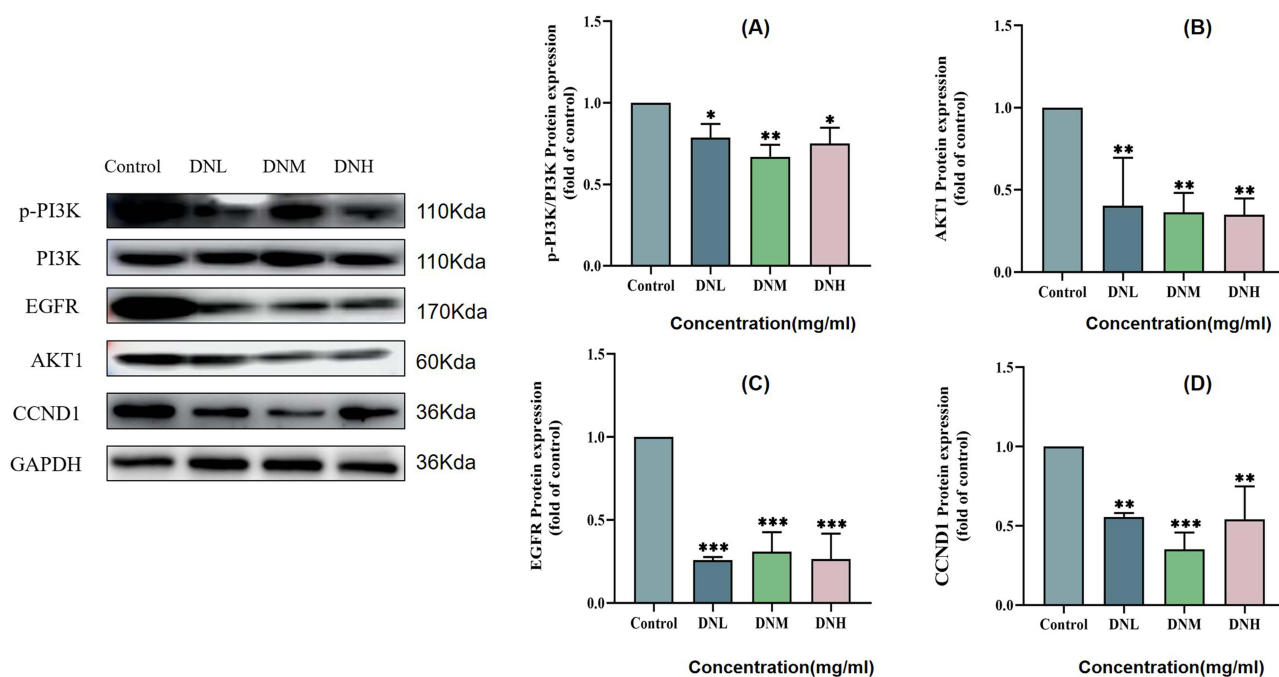 Control DNL DNM DNH
p-PI3K 110Kda
PI3K 110Kda
EGFR 170Kda
AKT1 60Kda
CCND1 36Kda
GAPDH 36Kda
(A)
p-PI3K/PI3K Protein expression
(fold of control)
1.5
1.0
0.5
0.0
* ** *
Control DNL DNM DNH
Concentration(mg/ml)
(B)
AKT1 Protein expression
(fold of control)
1.5
1.0
0.5
0.0
** ** **
Control DNL DNM DNH
Concentration(mg/ml)
(C)
EGFR Protein expression
(fold of control)
1.5
1.0
0.5
0.0
*** *** ***
Control DNL DNM DNH
Concentration(mg/ml)
(D)
CCND1 Protein expression
(fold of control)
1.5
1.0
0.5
0.0
** *** **
Control DNL DNM DNH
Concentration(mg/ml)